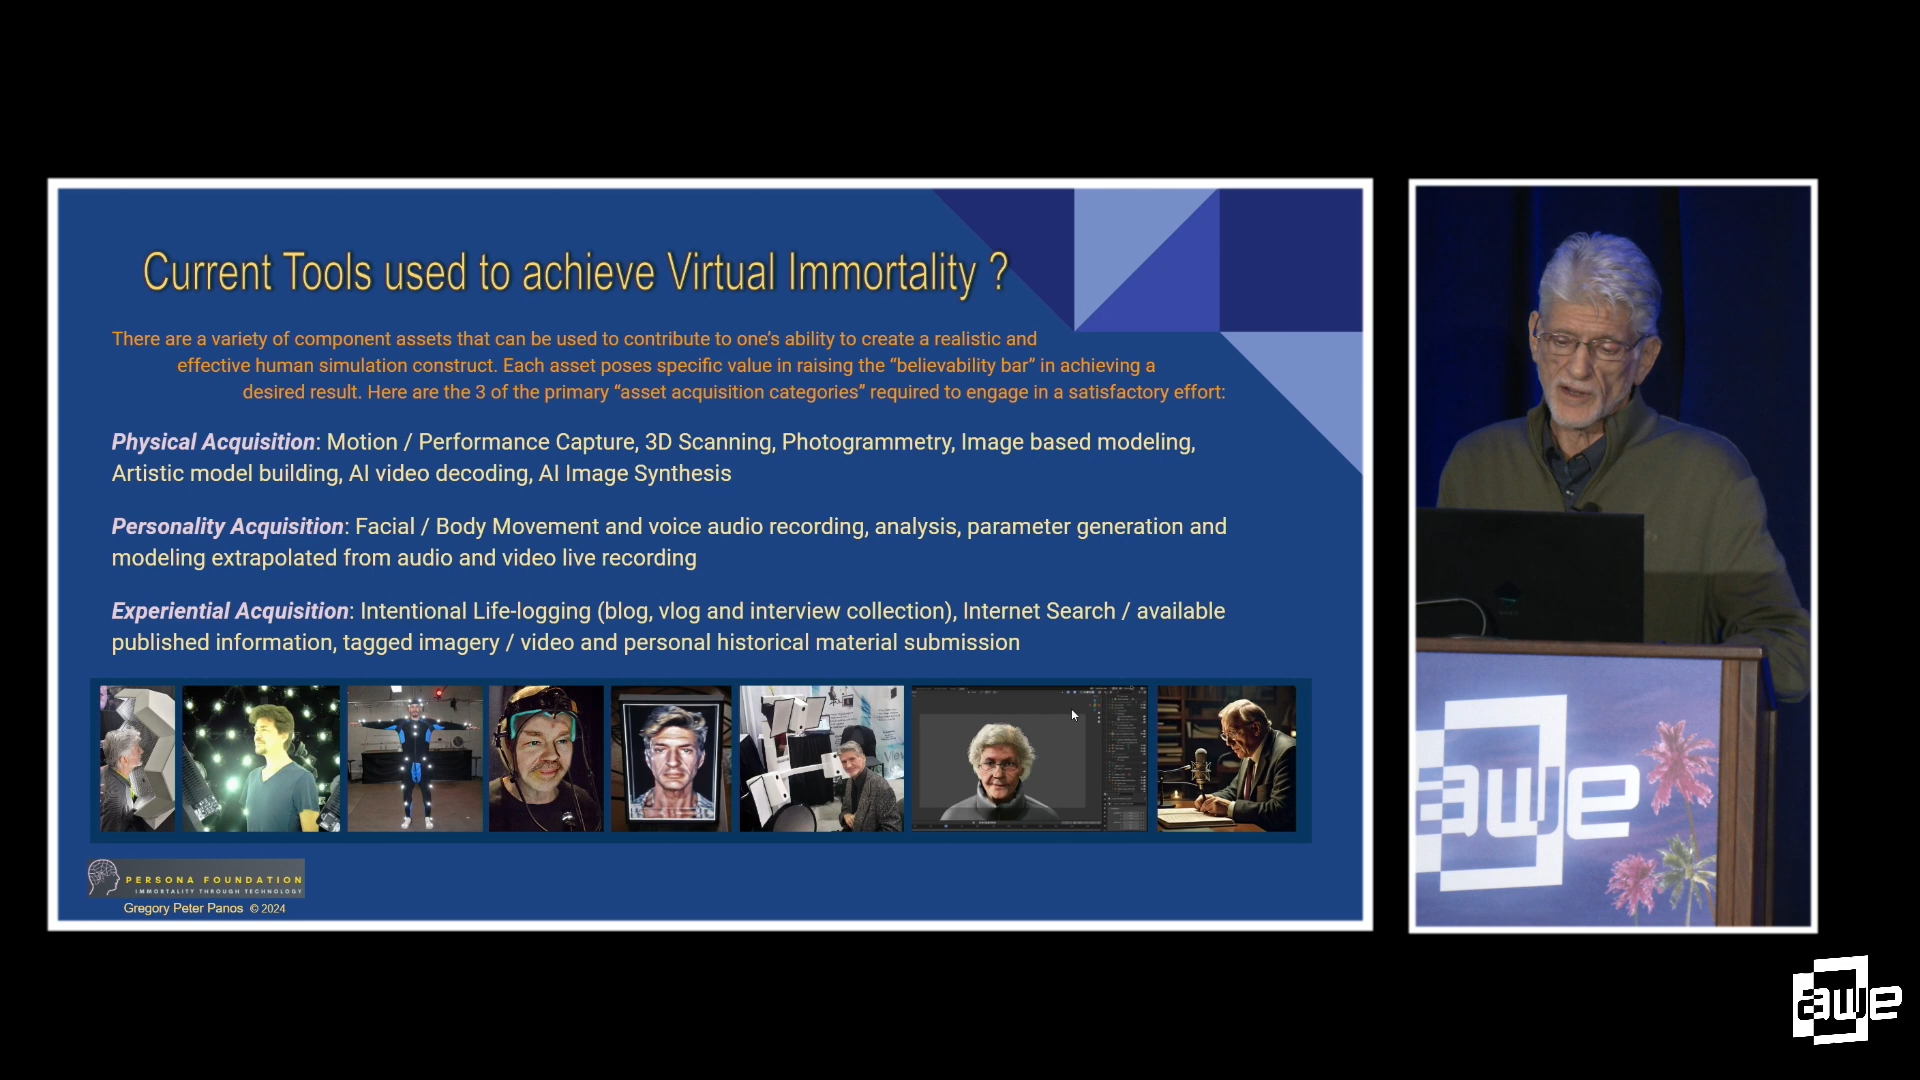 Current Tools used to achieve Virtual Immortality ?
There are a variety of component assets that can be used to contribute to one's ability to create a realistic and
effective human simulation construct. Each asset poses specific value in raising the “believability bar” in achieving a
desired result. Here are the 3 of the primary “asset acquisition categories” required to engage in a satisfactory effort:
Physical Acquisition: Motion / Performance Capture, 3D Scanning, Photogrammetry, Image based modeling,
Artistic model building, AI video decoding, AI Image Synthesis
Personality Acquisition: Facial / Body Movement and voice audio recording, analysis, parameter generation and
modeling extrapolated from audio and video live recording
Experiential Acquisition: Intentional Life-logging (blog, vlog and interview collection), Internet Search / available
published information, tagged imagery / video and personal historical material submission
PERSONA FOUNDATION
IMMORTALITY THROUGH TECHNOLOGY
Gregory Peter Panos © 2024
awe
awe